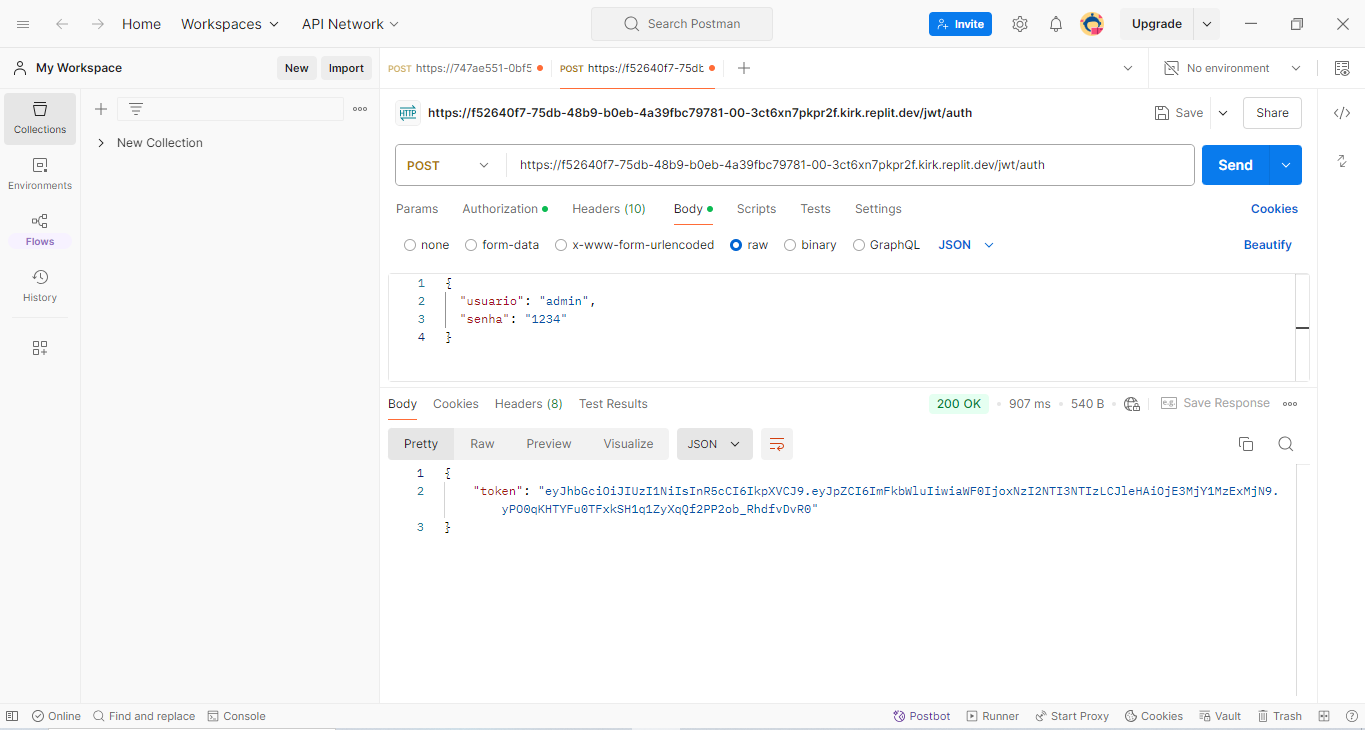 Home Workspaces API Network Search Postman Invite Upgrade
My Workspace New Import POST https://747ae551-0bf5 POST https://f52640f7-75db No environment
Collections
New Collection
Environments
Flows
History
HTTP https://f52640f7-75db-48b9-b0eb-4a39fbc79781-00-3ct6xn7pkpr2f.kirk.replit.dev/jwt/auth Save Share
POST https://f52640f7-75db-48b9-b0eb-4a39fbc79781-00-3ct6xn7pkpr2f.kirk.replit.dev/jwt/auth Send
Params Authorization Headers (10) Body Scripts Tests Settings Cookies
none form-data x-www-form-urlencoded raw binary GraphQL JSON Beautify
1 {
2 "usuario": "admin",
3 "senha": "1234"
4 }
Body Cookies Headers (8) Test Results 200 OK 907 ms 540 B e.g. Save Response
Pretty Raw Preview Visualize JSON
1 {
2 "token": "eyJhbGciOiJIUzI1NiIsInR5cCI6IkpXVCJ9.eyJpZCI6ImFkbWluIiwiaWF0IjoxNzI2NTI3NTIzLCJleHAiOjE3MjY1MzExMjN9.
yPO0qKHTYFu0TFxkSH1q1ZyXqQf2PP2ob_RhdfvDvR0"
3 }
Online Find and replace Console Postbot Runner Start Proxy Cookies Vault Trash